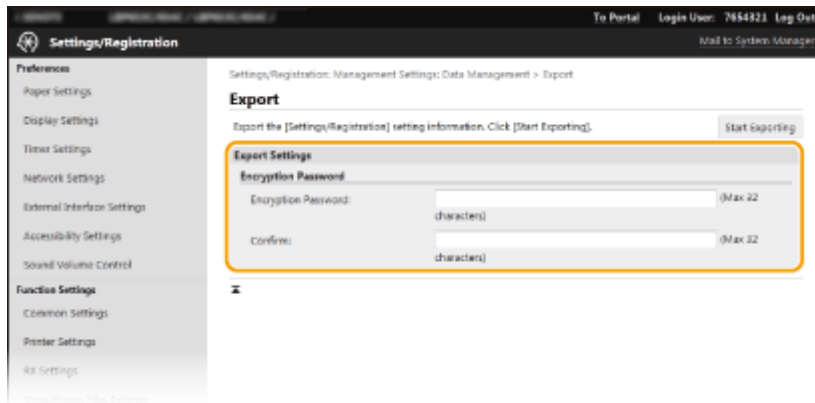 To Portal Login User: 7654321 Log Out
Settings/Registration
Mail to System Manager
Preferences
Paper Settings
Display Settings
Timer Settings
Network Settings
External Interface Settings
Accessibility Settings
Sound Volume Control
Function Settings
Common Settings
Printer Settings
RX Settings
Settings/Registration: Management Settings: Data Management > Export
Export
Export the [Settings/Registration] setting information. Click [Start Exporting].
Start Exporting
Export Settings
Encryption Password
Encryption Password:
(Max 32
characters)
Confirm:
(Max 32
characters)